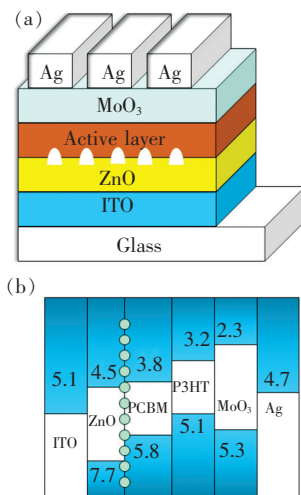 (a)
Ag Ag Ag
MoO₃
Active layer
ZnO
ITO
Glass
(b)
5.1 4.5 3.8 3.2 2.3 4.7
ITO ZnO PCBM P3HT MoO₃ Ag
7.7 5.8 5.1 5.3